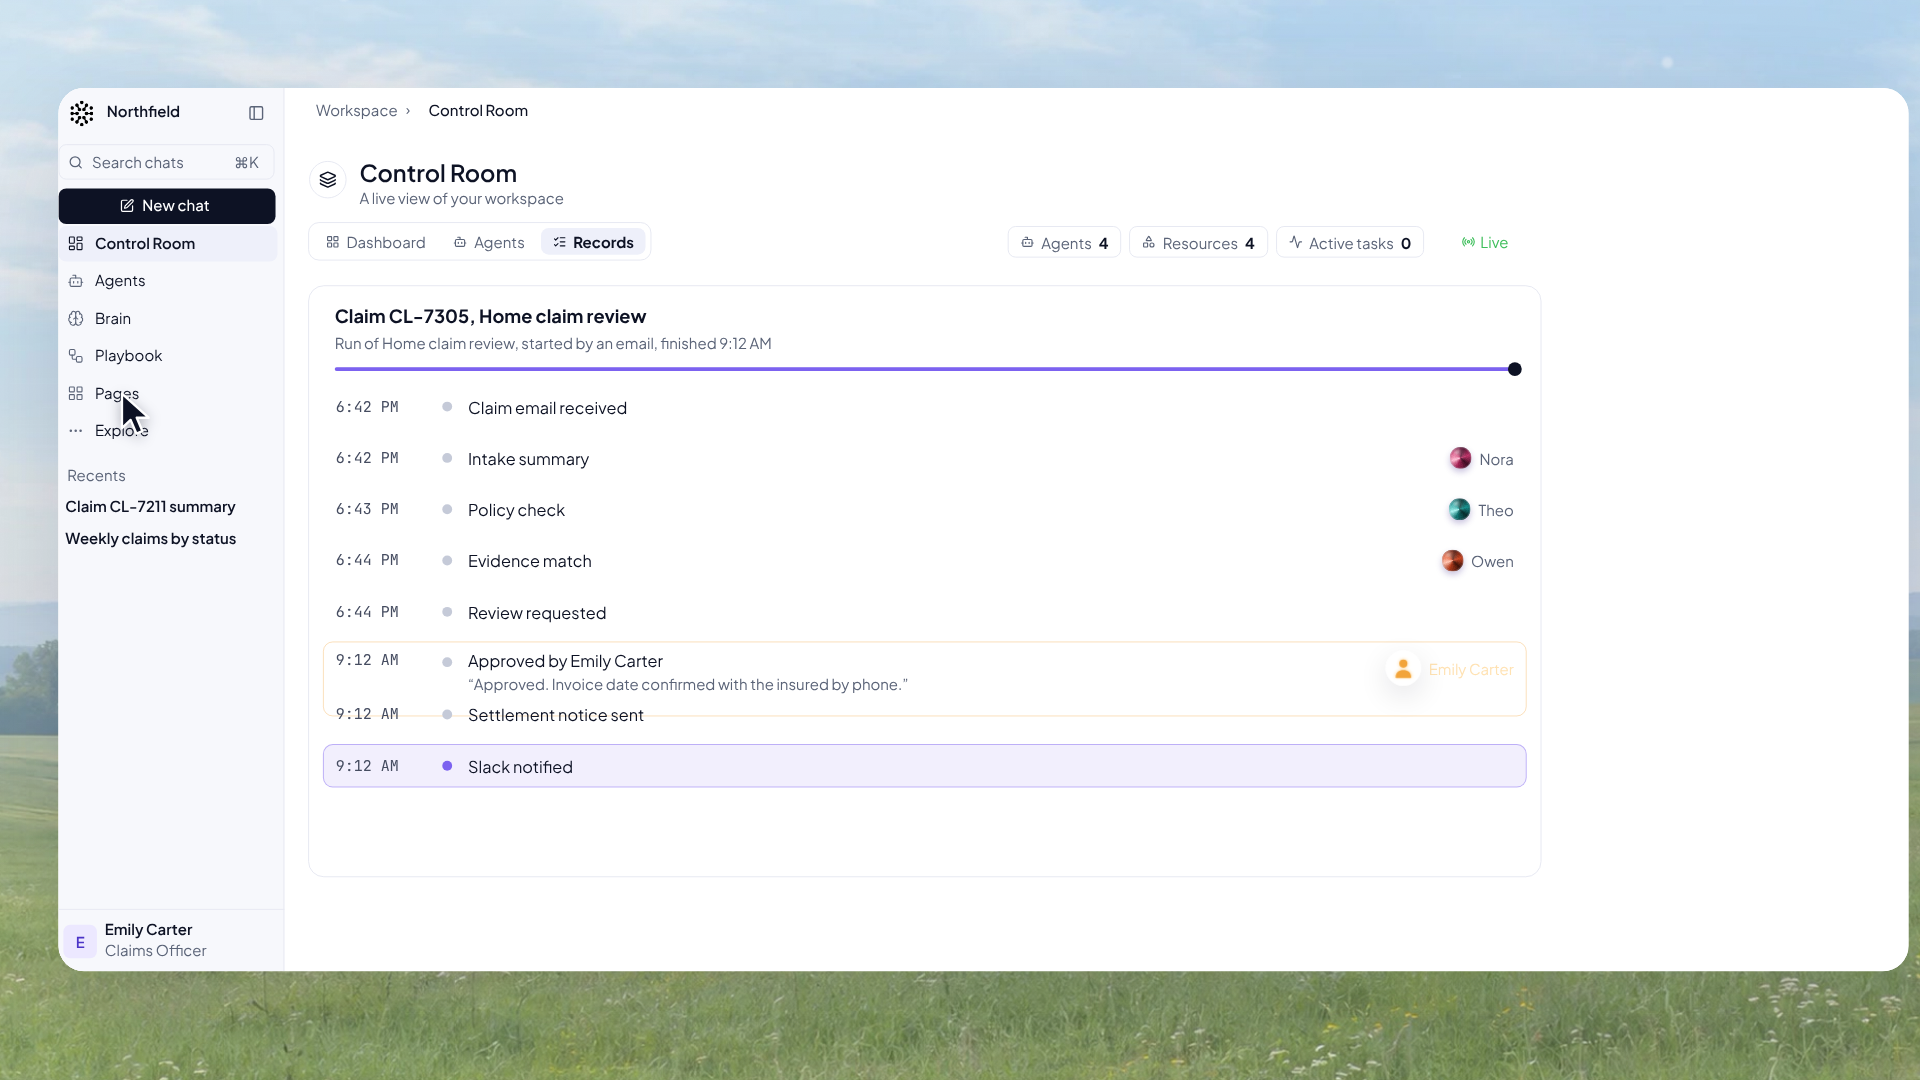 Northfield
Search chats ⌘K
New chat
Control Room
Agents
Brain
Playbook
Pages
Explore
Recents
Claim CL-7211 summary
Weekly claims by status
E
Emily Carter
Claims Officer
Workspace › Control Room
Control Room
A live view of your workspace
Dashboard Agents Records
Agents 4 Resources 4 Active tasks 0 Live
Claim CL-7305, Home claim review
Run of Home claim review, started by an email, finished 9:12 AM
6:42 PM Claim email received
6:42 PM Intake summary Nora
6:43 PM Policy check Theo
6:44 PM Evidence match Owen
6:44 PM Review requested
9:12 AM Approved by Emily Carter Emily Carter
“Approved. Invoice date confirmed with the insured by phone.”
9:12 AM Settlement notice sent
9:12 AM Slack notified